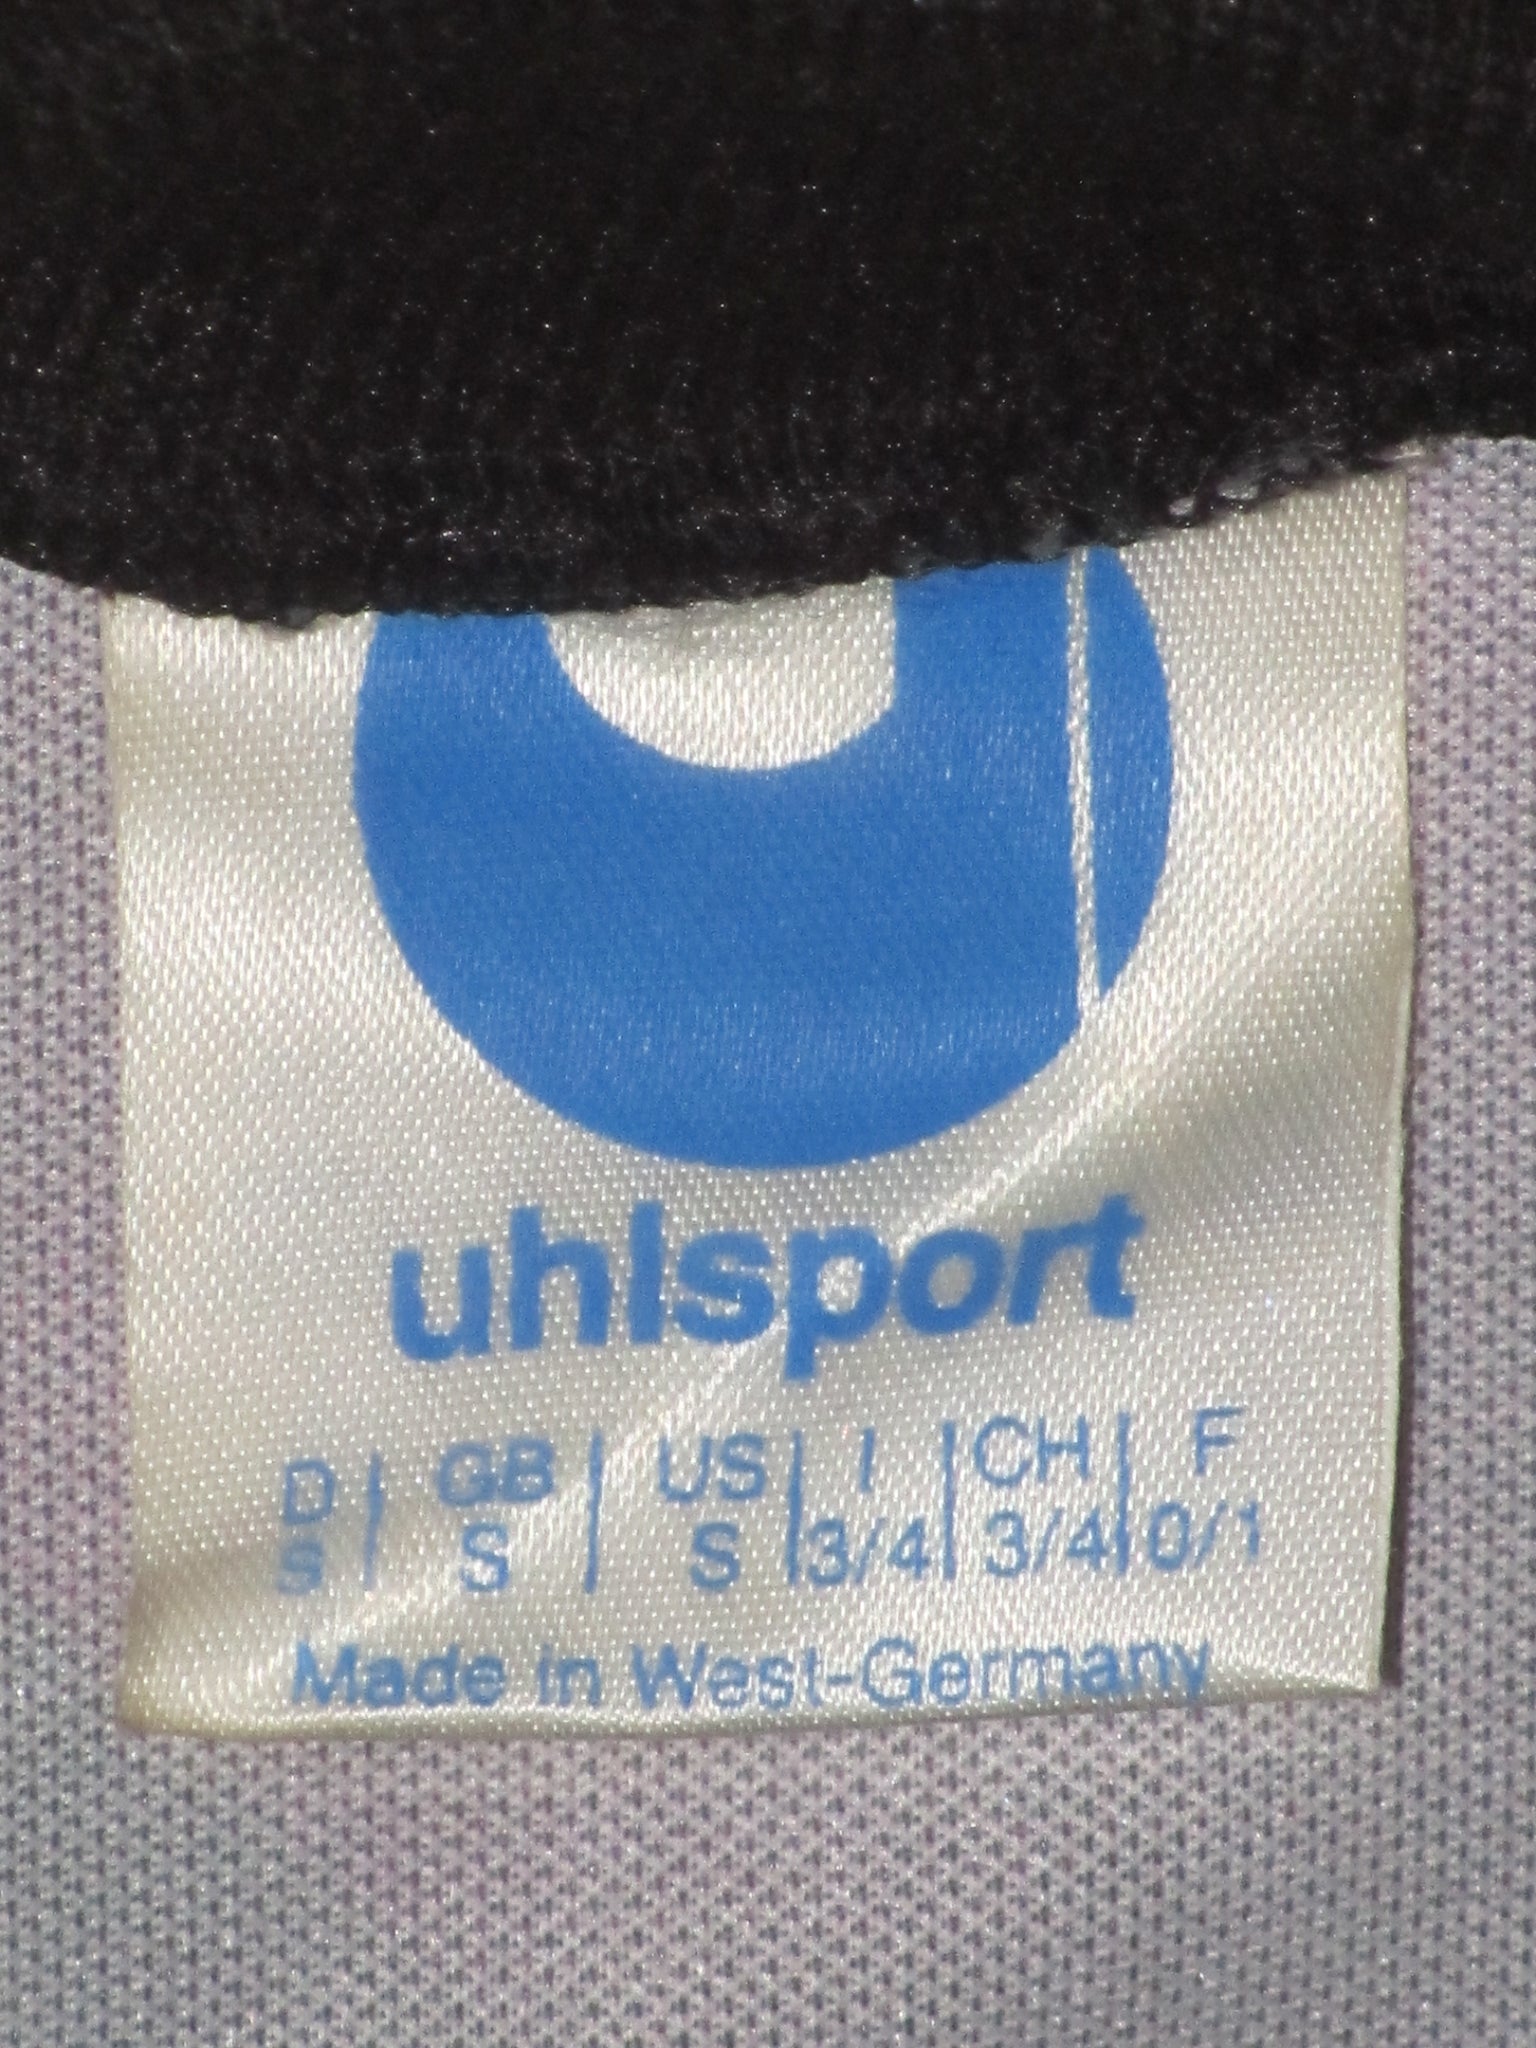 uhlsport
D | GB | US | I | CH | F
S | S | S | 3/4 | 3/4 | 0/1
Made in West-Germany